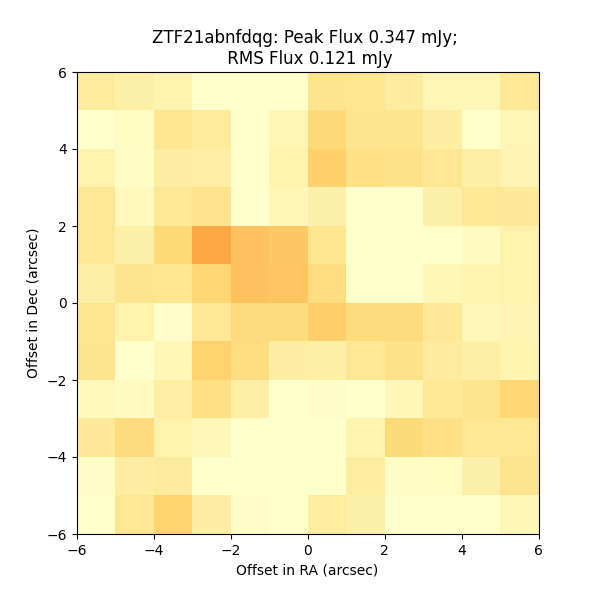 ZTF21abnfdqg: Peak Flux 0.347 mJy;
RMS Flux 0.121 mJy
6
4
2
0
−2
−4
−6
Offset in Dec (arcsec)
−6 −4 −2 0 2 4 6
Offset in RA (arcsec)